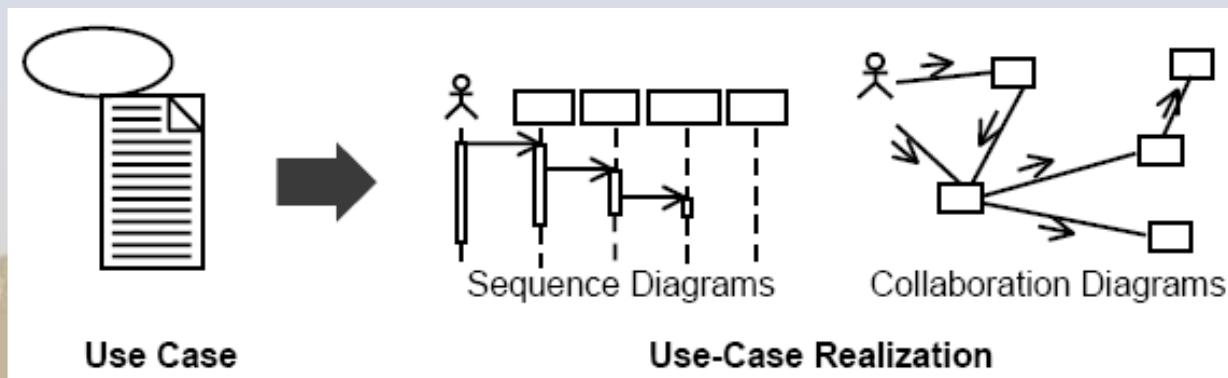 Sequence Diagrams
Collaboration Diagrams
Use Case
Use-Case Realization